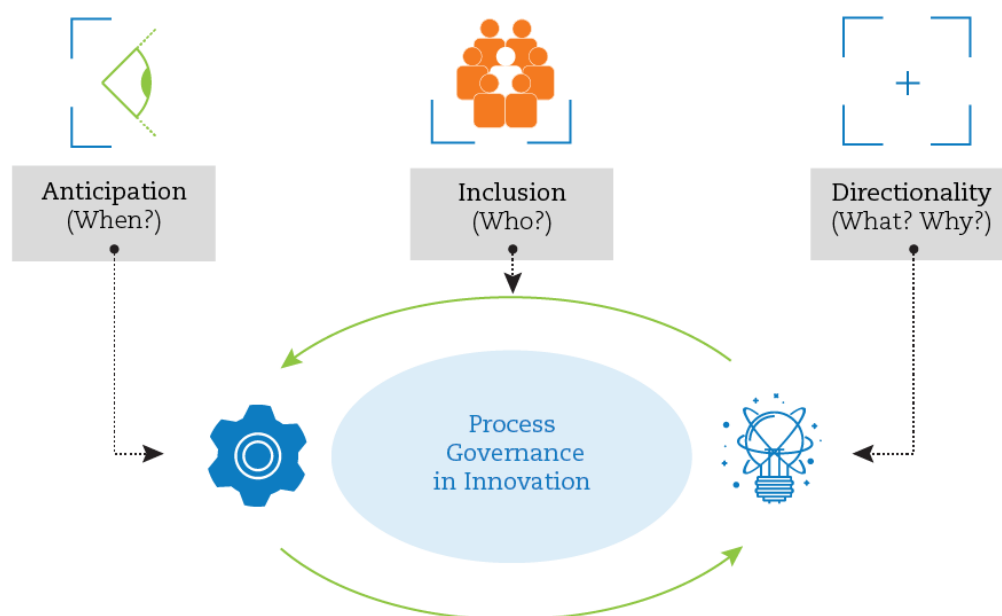 Anticipation
(When?)
Inclusion
(Who?)
Directionality
(What? Why?)
Process
Governance
in Innovation